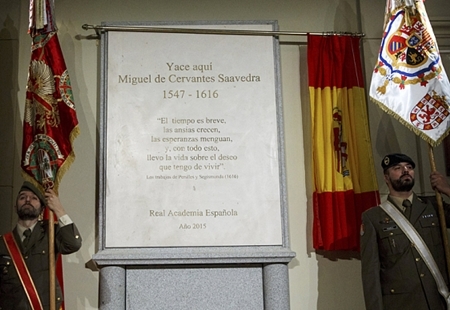 Yace aquí
Miguel de Cervantes Saavedra
1547 - 1616
"El tiempo es breve,
las ansias crecen,
las esperanzas menguan,
y, con todo esto,
llevo la vida sobre el deseo
que tengo de vivir".
Los trabajos de Persiles y Segismunda (1616)
Real Academia Española
Año 2015